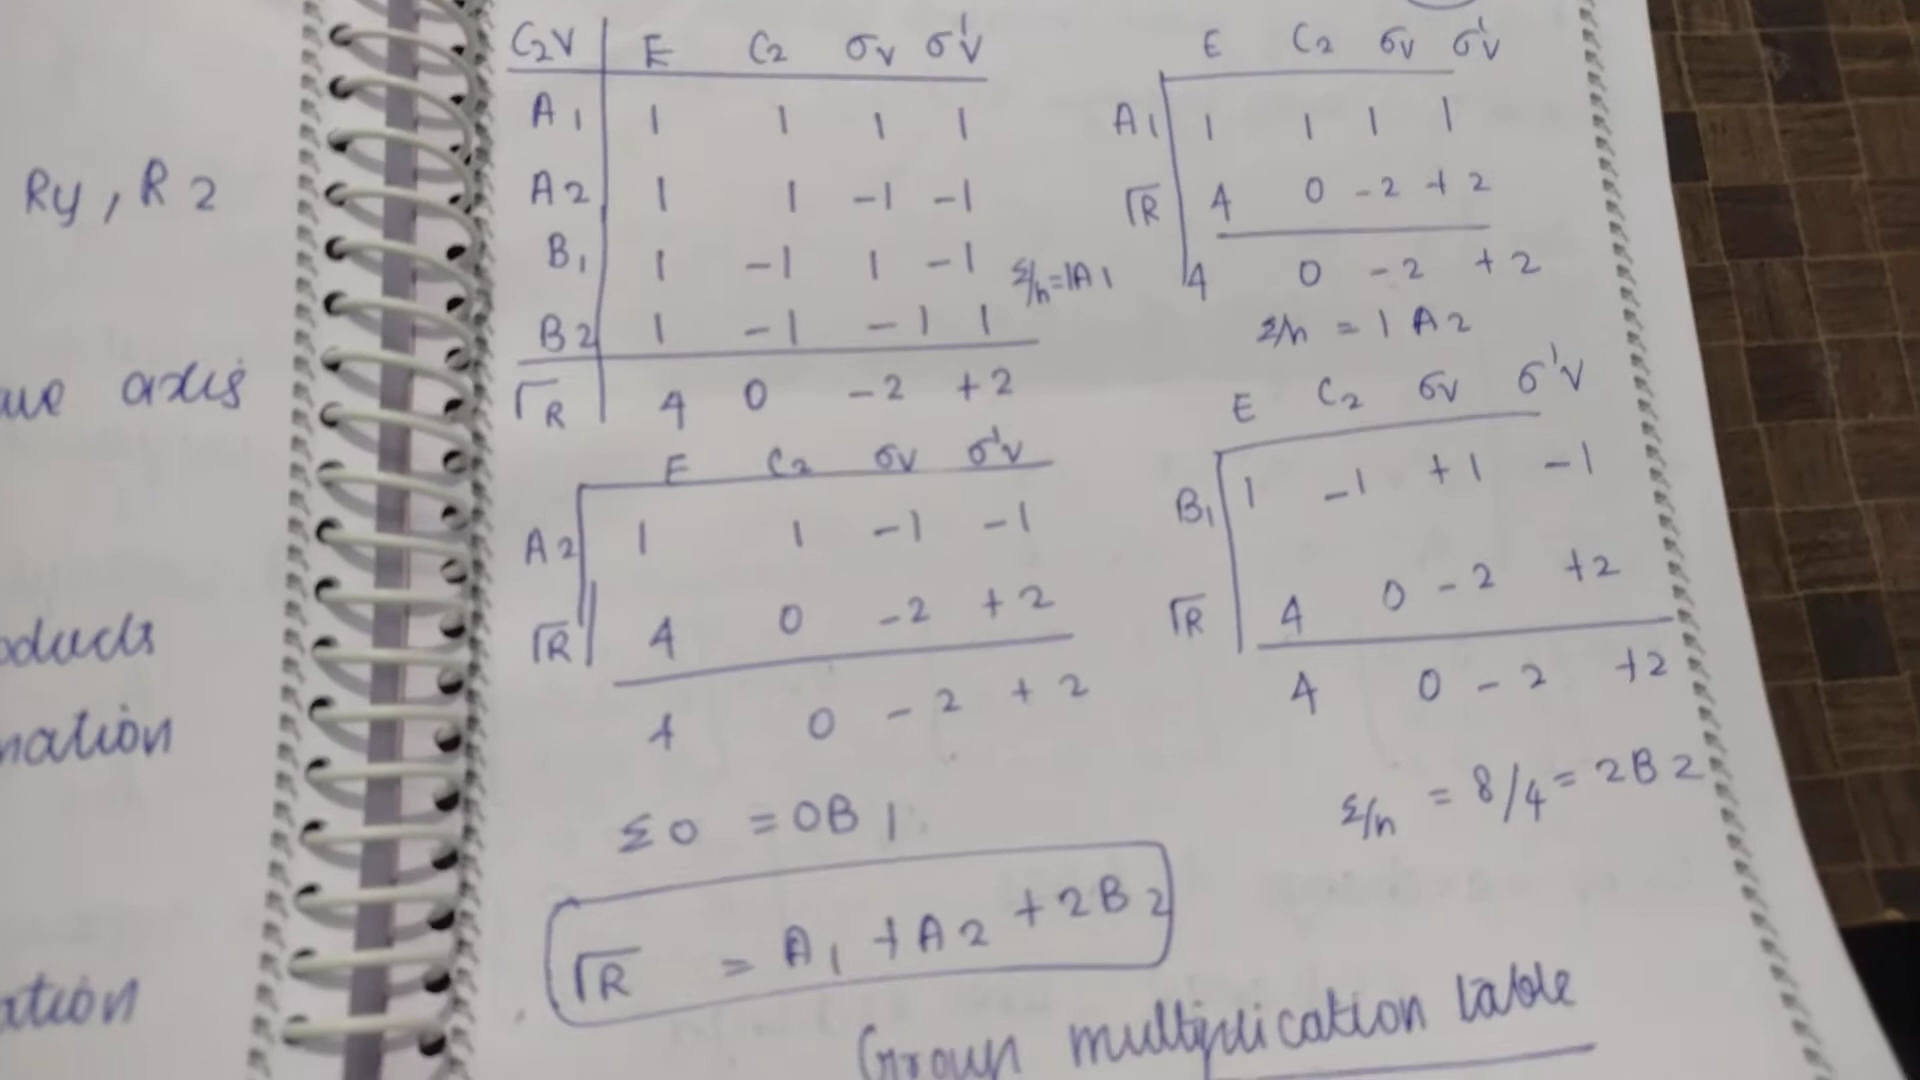 Ry, R2
axis
C2V E C2 σv σ'v
A1 1 1 1 1
A2 1 1 -1 -1
B1 1 -1 1 -1
B2 1 -1 -1 1
ΓR 4 0 -2 +2
E C2 σv σ'v
A1 1 1 1 1
ΓR 4 0 -2 +2
4 0 -2 +2
Σ/h=1A1
Σ/h = 1 A2
E C2 σv σ'v
A2 1 1 -1 -1
ΓR 4 0 -2 +2
4 0 -2 +2
Σ0 = 0B1
E C2 σv σ'v
B1 1 -1 +1 -1
ΓR 4 0 -2 +2
4 0 -2 +2
Σ/h = 8/4 = 2B2
ΓR = A1 + A2 + 2B2
Group multiplication table